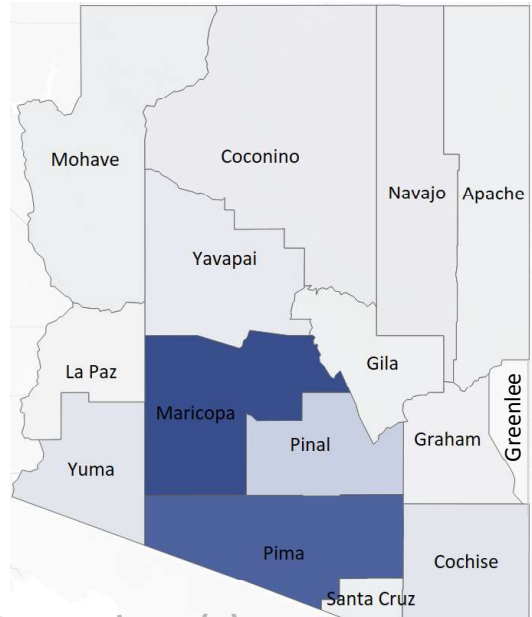 Mohave
Coconino
Navajo
Apache
Yavapai
La Paz
Gila
Maricopa
Greenlee
Pinal
Graham
Yuma
Pima
Cochise
Santa Cruz